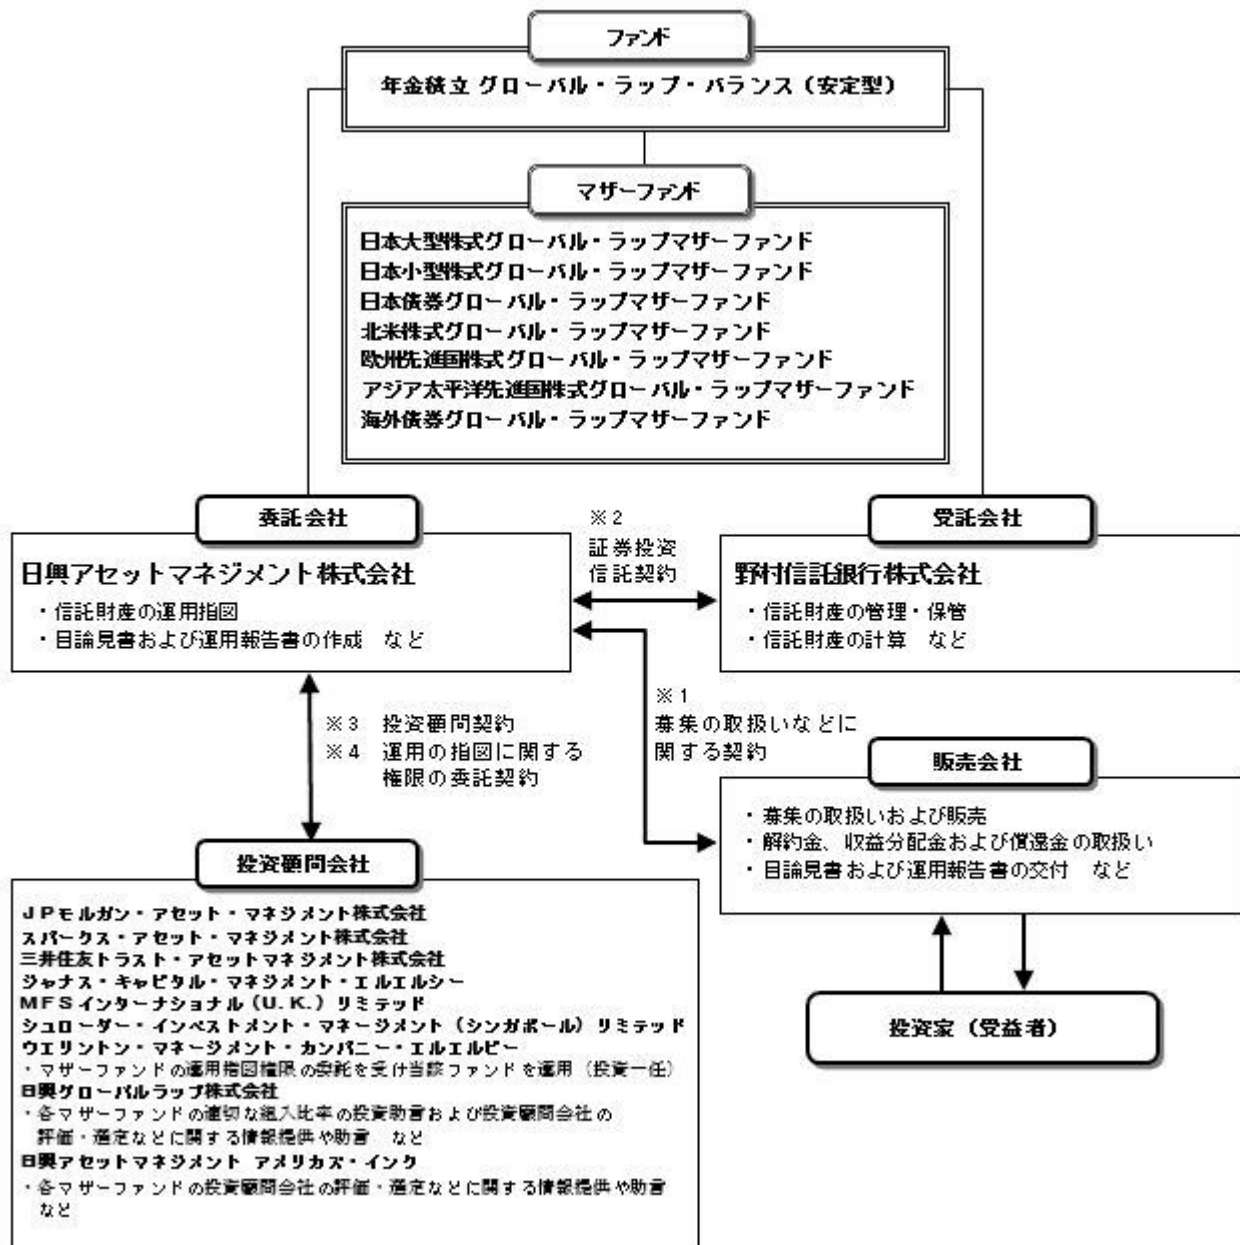 ファンド
年金積立 グローバル・ラップ・バランス（安定型）
マザーファンド
日本大型株式グローバル・ラップマザーファンド
日本小型株式グローバル・ラップマザーファンド
日本債券グローバル・ラップマザーファンド
北米株式グローバル・ラップマザーファンド
欧州先進国株式グローバル・ラップマザーファンド
アジア太平洋先進国株式グローバル・ラップマザーファンド
海外債券グローバル・ラップマザーファンド
委託会社
日興アセットマネジメント株式会社
・信託財産の運用指図
・目論見書および運用報告書の作成　など
※２
証券投資
信託契約
受託会社
野村信託銀行株式会社
・信託財産の管理・保管
・信託財産の計算　など
※３　投資顧問契約
※４　運用の指図に関する
権限の委託契約
※１
募集の取扱いなどに
関する契約
販売会社
・募集の取扱いおよび販売
・解約金、収益分配金および償還金の取扱い
・目論見書および運用報告書の交付　など
投資家（受益者）
投資顧問会社
ＪＰモルガン・アセット・マネジメント株式会社
スパークス・アセット・マネジメント株式会社
三井住友トラスト・アセットマネジメント株式会社
ジャナス・キャピタル・マネジメント・エルエルシー
ＭＦＳインターナショナル（Ｕ.Ｋ.）リミテッド
シュローダー・インベストメント・マネージメント（シンガポール）リミテッド
ウエリントン・マネージメント・カンパニー・エルエルピー
・マザーファンドの運用指図権限の委託を受け当該ファンドを運用（投資一任）
日興グローバルラップ株式会社
・各マザーファンドの適切な組入比率の投資助言および投資顧問会社の
評価・選定などに関する情報提供や助言　など
日興アセットマネジメント アメリカズ・インク
・各マザーファンドの投資顧問会社の評価・選定などに関する情報提供や助言
など